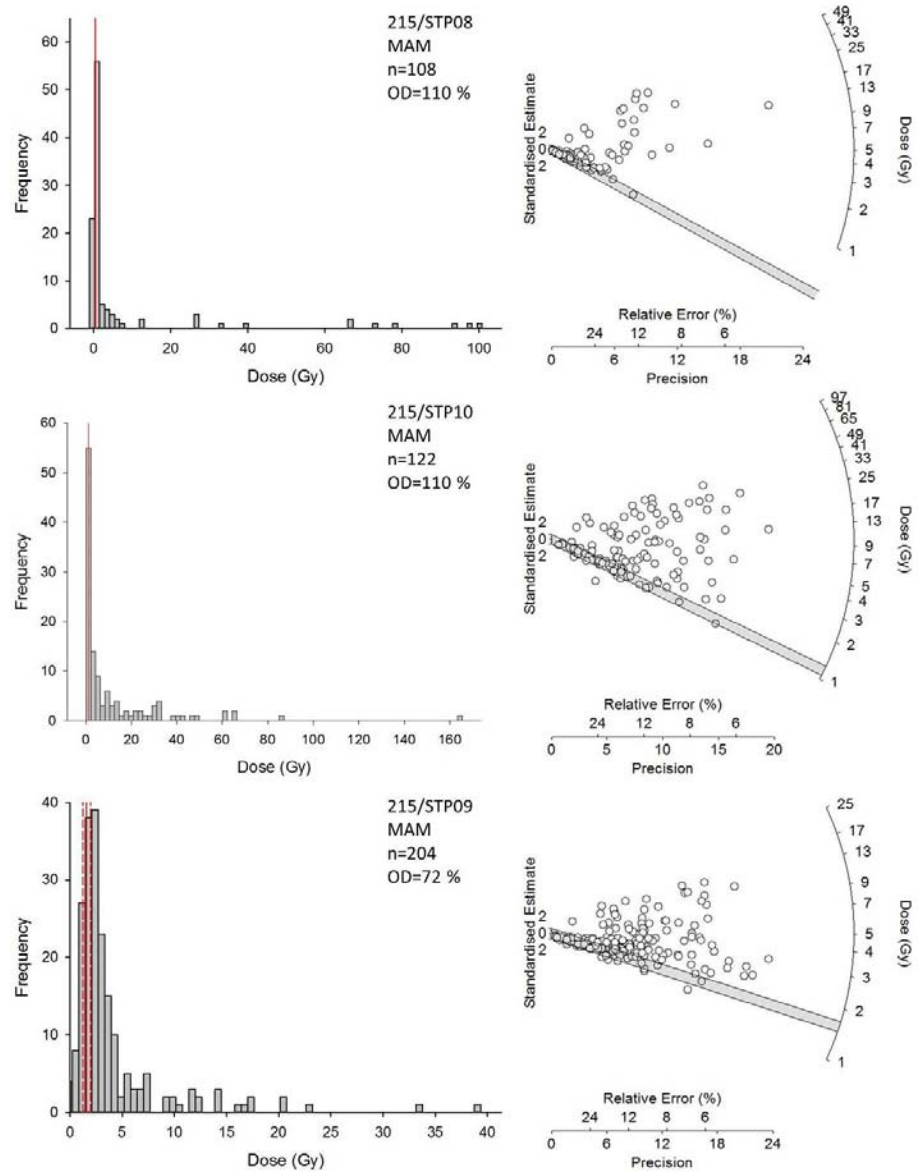 215/STP08
MAM
n=108
OD=110 %
Frequency
60
50
40
30
20
10
0
0 20 40 60 80 100
Dose (Gy)
Standardised Estimate
2
0
2
49
41
33
25
17
13
9
7
5
4
3
2
1
Dose (Gy)
Relative Error (%)
24 12 8 6
0 6 12 18 24
Precision
215/STP10
MAM
n=122
OD=110 %
Frequency
60
50
40
30
20
10
0
0 20 40 60 80 100 120 140 160
Dose (Gy)
Standardised Estimate
2
0
2
97
81
65
49
41
33
25
17
13
9
7
5
4
3
2
1
Dose (Gy)
Relative Error (%)
24 12 8 6
0 5 10 15 20
Precision
215/STP09
MAM
n=204
OD=72 %
Frequency
40
30
20
10
0
0 5 10 15 20 25 30 35 40
Dose (Gy)
Standardised Estimate
2
0
2
25
17
13
9
7
5
4
3
2
1
Dose (Gy)
Relative Error (%)
24 12 8 6
0 6 12 18 24
Precision